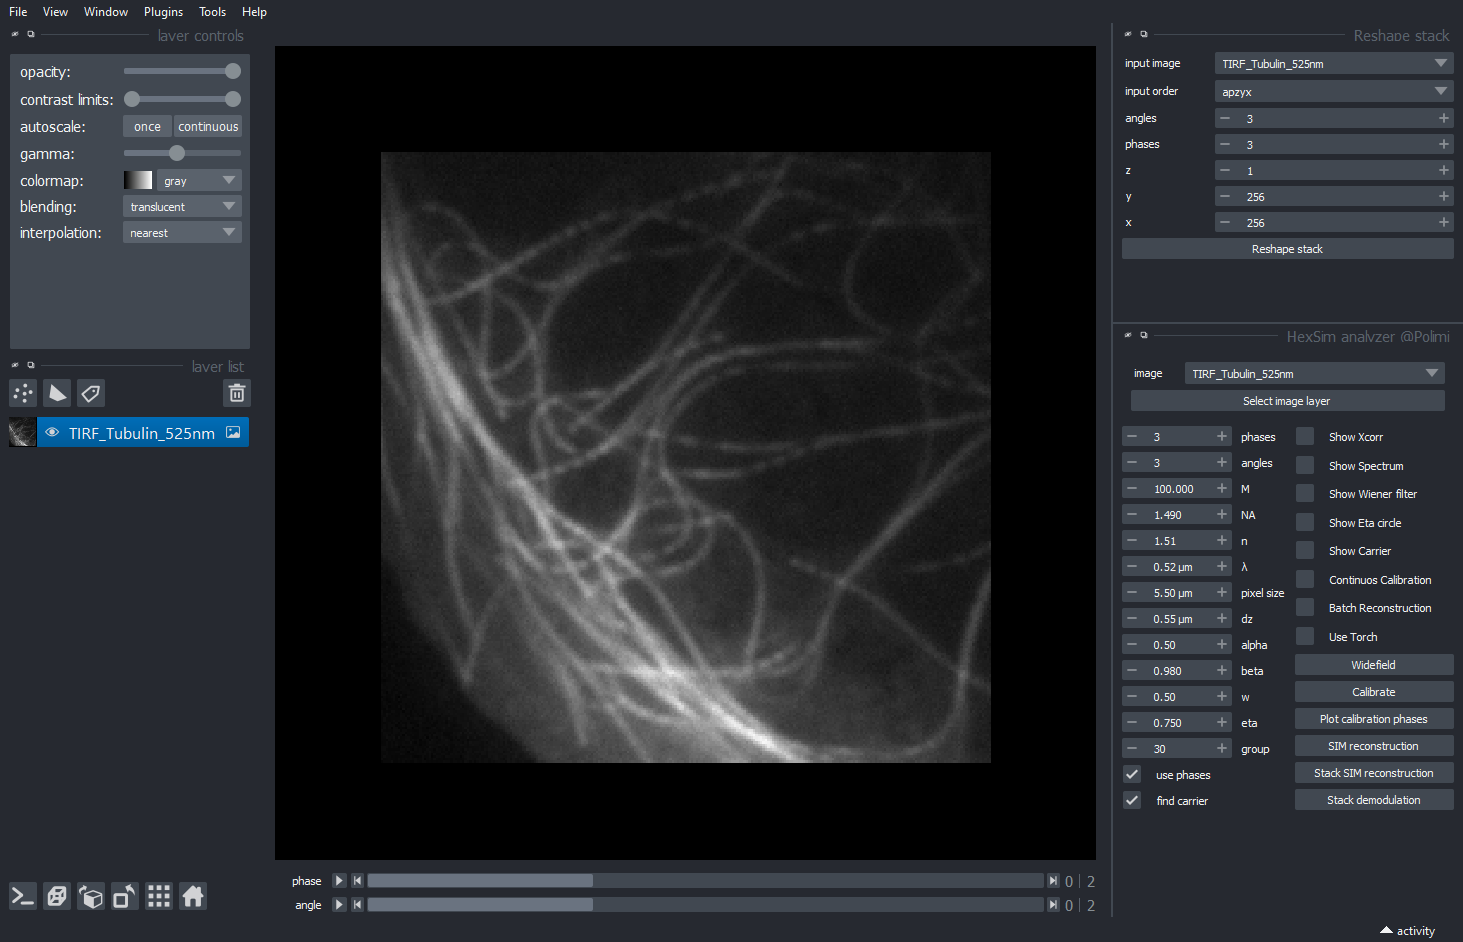 File View Window Plugins Tools Help
layer controls
opacity:
contrast limits:
autoscale: once continuous
gamma:
colormap: gray
blending: translucent
interpolation: nearest
layer list
TIRF_Tubulin_525nm
phase 0 | 2
angle 0 | 2
Reshape stack
input image TIRF_Tubulin_525nm
input order apzyx
angles 3
phases 3
z 1
y 256
x 256
Reshape stack
HexSim analyzer @Polimi
image TIRF_Tubulin_525nm
Select image layer
3 phases
3 angles
100.000 M
1.490 NA
1.51 n
0.52 µm λ
5.50 µm pixel size
0.55 µm dz
0.50 alpha
0.980 beta
0.50 w
0.750 eta
30 group
use phases
find carrier
Show Xcorr
Show Spectrum
Show Wiener filter
Show Eta circle
Show Carrier
Continuos Calibration
Batch Reconstruction
Use Torch
Widefield
Calibrate
Plot calibration phases
SIM reconstruction
Stack SIM reconstruction
Stack demodulation
activity